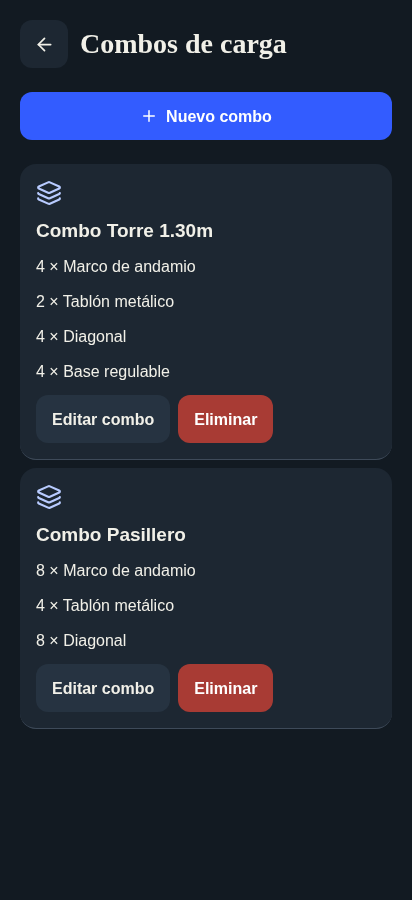 Combos de carga
+ Nuevo combo
Combo Torre 1.30m
4 × Marco de andamio
2 × Tablón metálico
4 × Diagonal
4 × Base regulable
Editar combo Eliminar
Combo Pasillero
8 × Marco de andamio
4 × Tablón metálico
8 × Diagonal
Editar combo Eliminar